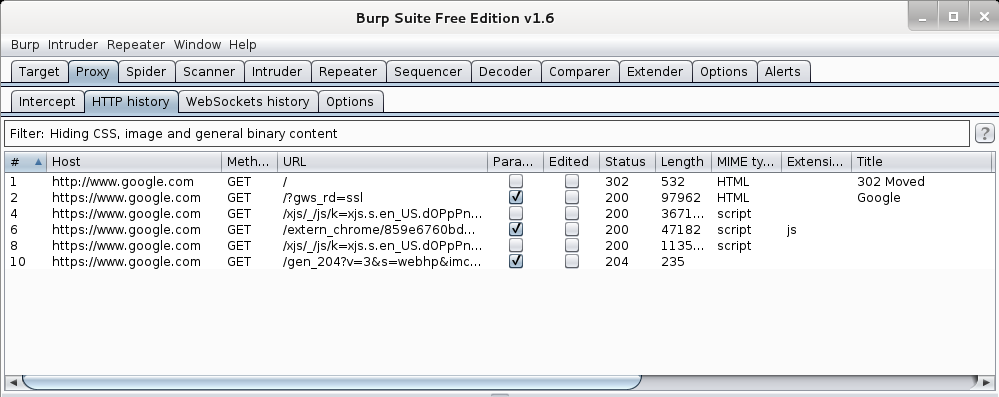 Burp Suite Free Edition v1.6
Burp Intruder Repeater Window Help
Target Proxy Spider Scanner Intruder Repeater Sequencer Decoder Comparer Extender Options Alerts
Intercept HTTP history WebSockets history Options
Filter: Hiding CSS, image and general binary content ?
# Host Meth... URL Para... Edited Status Length MIME ty... Extensi... Title
1 http://www.google.com GET / 302 532 HTML 302 Moved
2 https://www.google.com GET /?gws_rd=ssl 200 97962 HTML Google
4 https://www.google.com GET /xjs/_/js/k=xjs.s.en_US.dOPpPn... 200 3671... script
6 https://www.google.com GET /extern_chrome/859e6760bd... 200 47182 script js
8 https://www.google.com GET /xjs/_/js/k=xjs.s.en_US.dOPpPn... 200 1135... script
10 https://www.google.com GET /gen_204?v=3&s=webhp&imc... 204 235